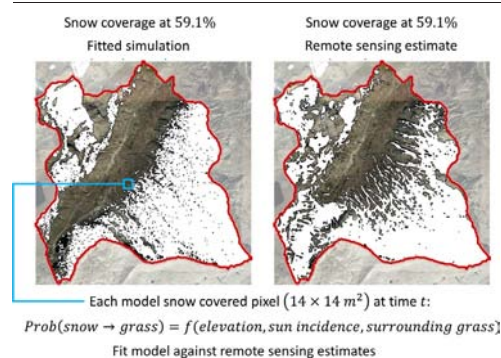 Snow coverage at 59.1%
Fitted simulation
Snow coverage at 59.1%
Remote sensing estimate
Each model snow covered pixel (14 × 14 m²) at time t:
Prob(snow → grass) = f(elevation, sun incidence, surrounding grass)
Fit model against remote sensing estimates